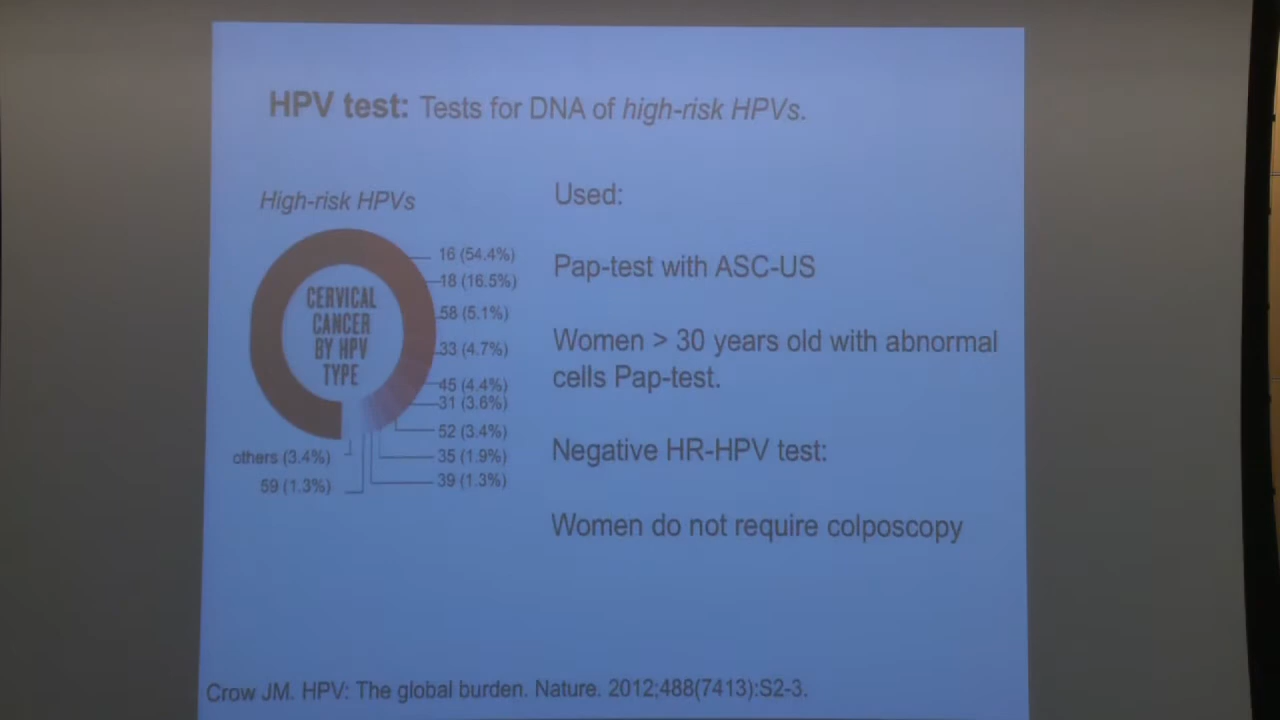 HPV test: Tests for DNA of high-risk HPVs.
High-risk HPVs
CERVICAL
CANCER
BY HPV
TYPE
16 (54.4%)
18 (16.5%)
58 (5.1%)
33 (4.7%)
45 (4.4%)
31 (3.6%)
52 (3.4%)
35 (1.9%)
39 (1.3%)
others (3.4%)
59 (1.3%)
Used:
Pap-test with ASC-US
Women > 30 years old with abnormal
cells Pap-test.
Negative HR-HPV test:
Women do not require colposcopy
Crow JM. HPV: The global burden. Nature. 2012;488(7413):S2-3.